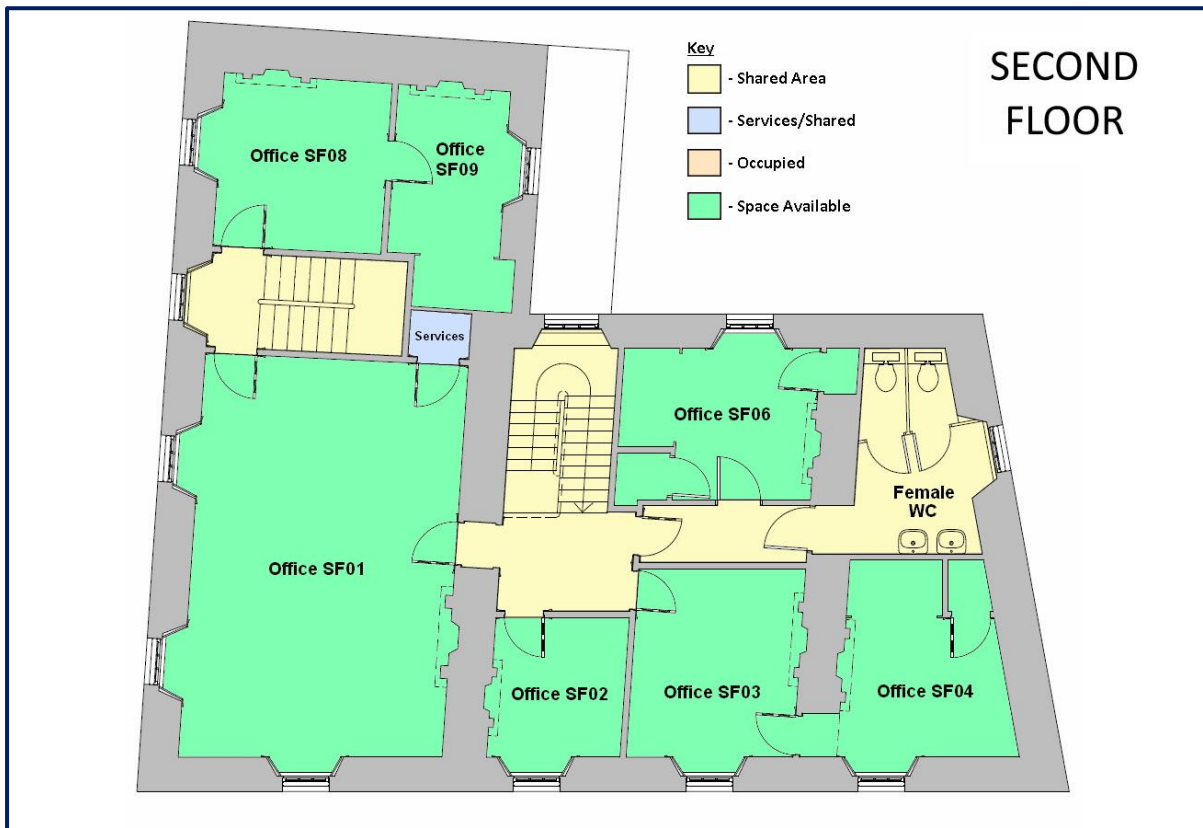 SECOND
FLOOR
Key
- Shared Area
- Services/Shared
- Occupied
- Space Available
Office SF08
Office
SF09
Services
Office SF06
Female
WC
Office SF01
Office SF02
Office SF03
Office SF04